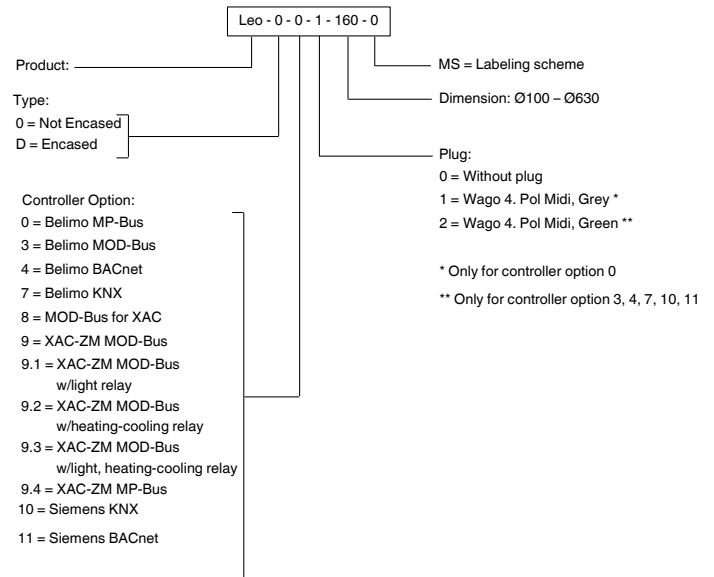 Leo - 0 - 0 - 1 - 160 - 0
Product:
Type:
0 = Not Encased
D = Encased
Controller Option:
0 = Belimo MP-Bus
3 = Belimo MOD-Bus
4 = Belimo BACnet
7 = Belimo KNX
8 = MOD-Bus for XAC
9 = XAC-ZM MOD-Bus
9.1 = XAC-ZM MOD-Bus
w/light relay
9.2 = XAC-ZM MOD-Bus
w/heating-cooling relay
9.3 = XAC-ZM MOD-Bus
w/light, heating-cooling relay
9.4 = XAC-ZM MP-Bus
10 = Siemens KNX
11 = Siemens BACnet
MS = Labeling scheme
Dimension: Ø100 – Ø630
Plug:
0 = Without plug
1 = Wago 4. Pol Midi, Grey *
2 = Wago 4. Pol Midi, Green **
* Only for controller option 0
** Only for controller option 3, 4, 7, 10, 11